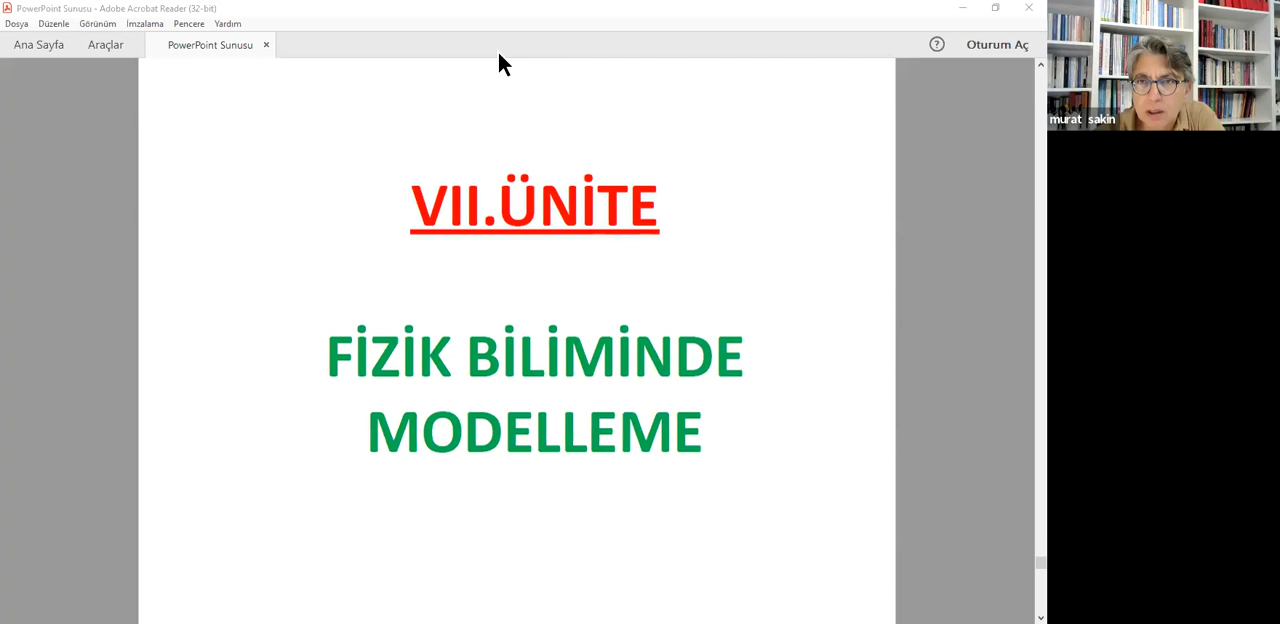 PowerPoint Sunusu - Adobe Acrobat Reader (32-bit)
Dosya Düzenle Görünüm İmzalama Pencere Yardım
Ana Sayfa Araçlar PowerPoint Sunusu × ? Oturum Aç
murat sakin
VII.ÜNİTE
FİZİK BİLİMİNDE
MODELLEME